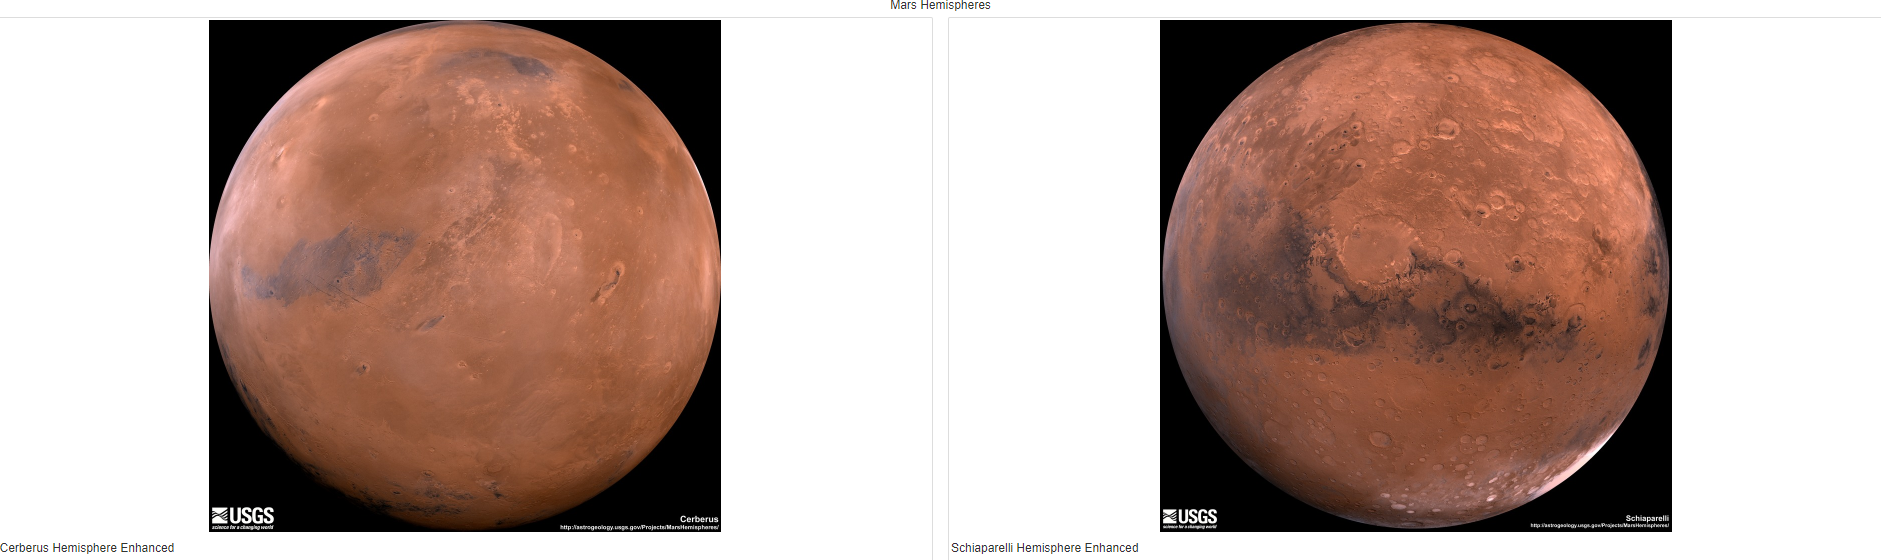 Mars Hemispheres
USGS
science for a changing world
Cerberus
http://astrogeology.usgs.gov/Projects/MarsHemispheres/
Cerberus Hemisphere Enhanced
USGS
science for a changing world
Schiaparelli
http://astrogeology.usgs.gov/Projects/MarsHemispheres/
Schiaparelli Hemisphere Enhanced